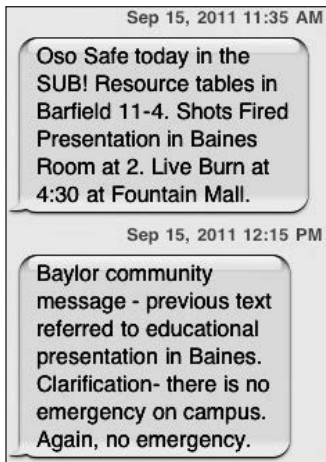 Sep 15, 2011 11:35 AM
Oso Safe today in the
SUB! Resource tables in
Barfield 11-4. Shots Fired
Presentation in Baines
Room at 2. Live Burn at
4:30 at Fountain Mall.
Sep 15, 2011 12:15 PM
Baylor community
message - previous text
referred to educational
presentation in Baines.
Clarification- there is no
emergency on campus.
Again, no emergency.